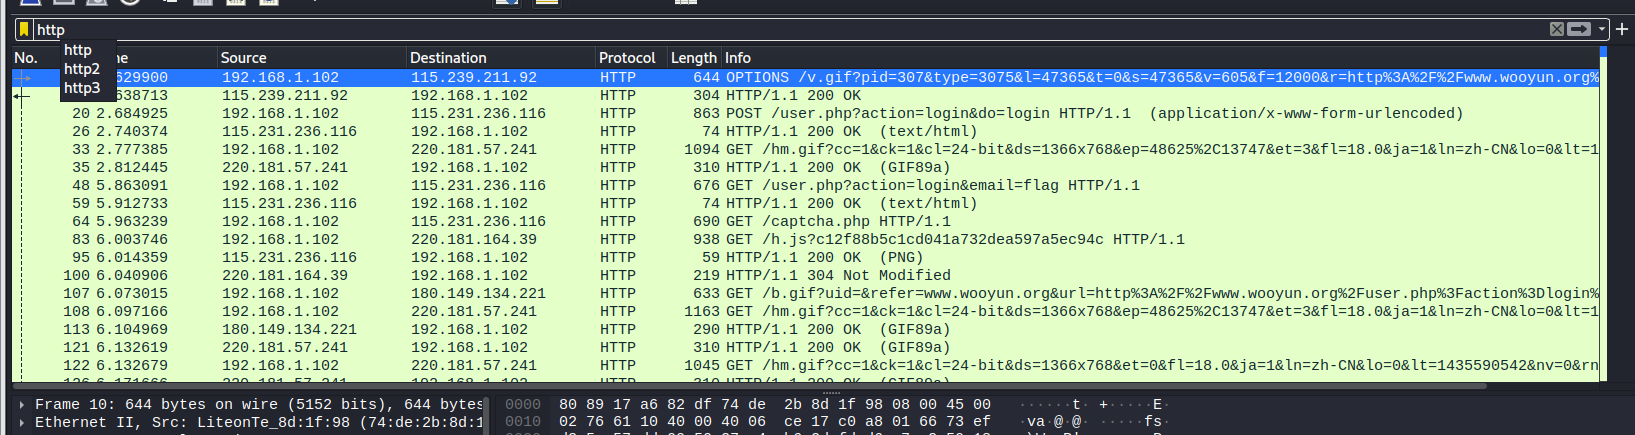 http
http
http2
http3
No. me Source Destination Protocol Length Info
629900 192.168.1.102 115.239.211.92 HTTP 644 OPTIONS /v.gif?pid=307&type=3075&l=47365&t=0&s=47365&v=605&f=12000&r=http%3A%2F%2Fwww.wooyun.org%
638713 115.239.211.92 192.168.1.102 HTTP 304 HTTP/1.1 200 OK
20 2.684925 192.168.1.102 115.231.236.116 HTTP 863 POST /user.php?action=login&do=login HTTP/1.1 (application/x-www-form-urlencoded)
26 2.740374 115.231.236.116 192.168.1.102 HTTP 74 HTTP/1.1 200 OK (text/html)
33 2.777385 192.168.1.102 220.181.57.241 HTTP 1094 GET /hm.gif?cc=1&ck=1&cl=24-bit&ds=1366x768&ep=48625%2C13747&et=3&fl=18.0&ja=1&ln=zh-CN&lo=0&lt=1
35 2.812445 220.181.57.241 192.168.1.102 HTTP 310 HTTP/1.1 200 OK (GIF89a)
48 5.863091 192.168.1.102 115.231.236.116 HTTP 676 GET /user.php?action=login&email=flag HTTP/1.1
59 5.912733 115.231.236.116 192.168.1.102 HTTP 74 HTTP/1.1 200 OK (text/html)
64 5.963239 192.168.1.102 115.231.236.116 HTTP 690 GET /captcha.php HTTP/1.1
83 6.003746 192.168.1.102 220.181.164.39 HTTP 938 GET /h.js?c12f88b5c1cd041a732dea597a5ec94c HTTP/1.1
95 6.014359 115.231.236.116 192.168.1.102 HTTP 59 HTTP/1.1 200 OK (PNG)
100 6.040906 220.181.164.39 192.168.1.102 HTTP 219 HTTP/1.1 304 Not Modified
107 6.073015 192.168.1.102 180.149.134.221 HTTP 633 GET /b.gif?uid=&refer=www.wooyun.org&url=http%3A%2F%2Fwww.wooyun.org%2Fuser.php%3Faction%3Dlogin%
108 6.097166 192.168.1.102 220.181.57.241 HTTP 1163 GET /hm.gif?cc=1&ck=1&cl=24-bit&ds=1366x768&ep=48625%2C13747&et=3&fl=18.0&ja=1&ln=zh-CN&lo=0&lt=1
113 6.104969 180.149.134.221 192.168.1.102 HTTP 290 HTTP/1.1 200 OK (GIF89a)
121 6.132619 220.181.57.241 192.168.1.102 HTTP 310 HTTP/1.1 200 OK (GIF89a)
122 6.132679 192.168.1.102 220.181.57.241 HTTP 1045 GET /hm.gif?cc=1&ck=1&cl=24-bit&ds=1366x768&et=0&fl=18.0&ja=1&ln=zh-CN&lo=0&lt=1435590542&nv=0&rn
126 6.171666 220.181.57.241 192.168.1.102 HTTP 310 HTTP/1.1 200 OK (GIF89a)
Frame 10: 644 bytes on wire (5152 bits), 644 bytes 0000 80 89 17 a6 82 df 74 de 2b 8d 1f 98 08 00 45 00 ······t· +·····E·
Ethernet II, Src: LiteonTe_8d:1f:98 (74:de:2b:8d:1 0010 02 76 61 10 40 00 40 06 ce 17 c0 a8 01 66 73 ef ·va·@·@· ·····fs·